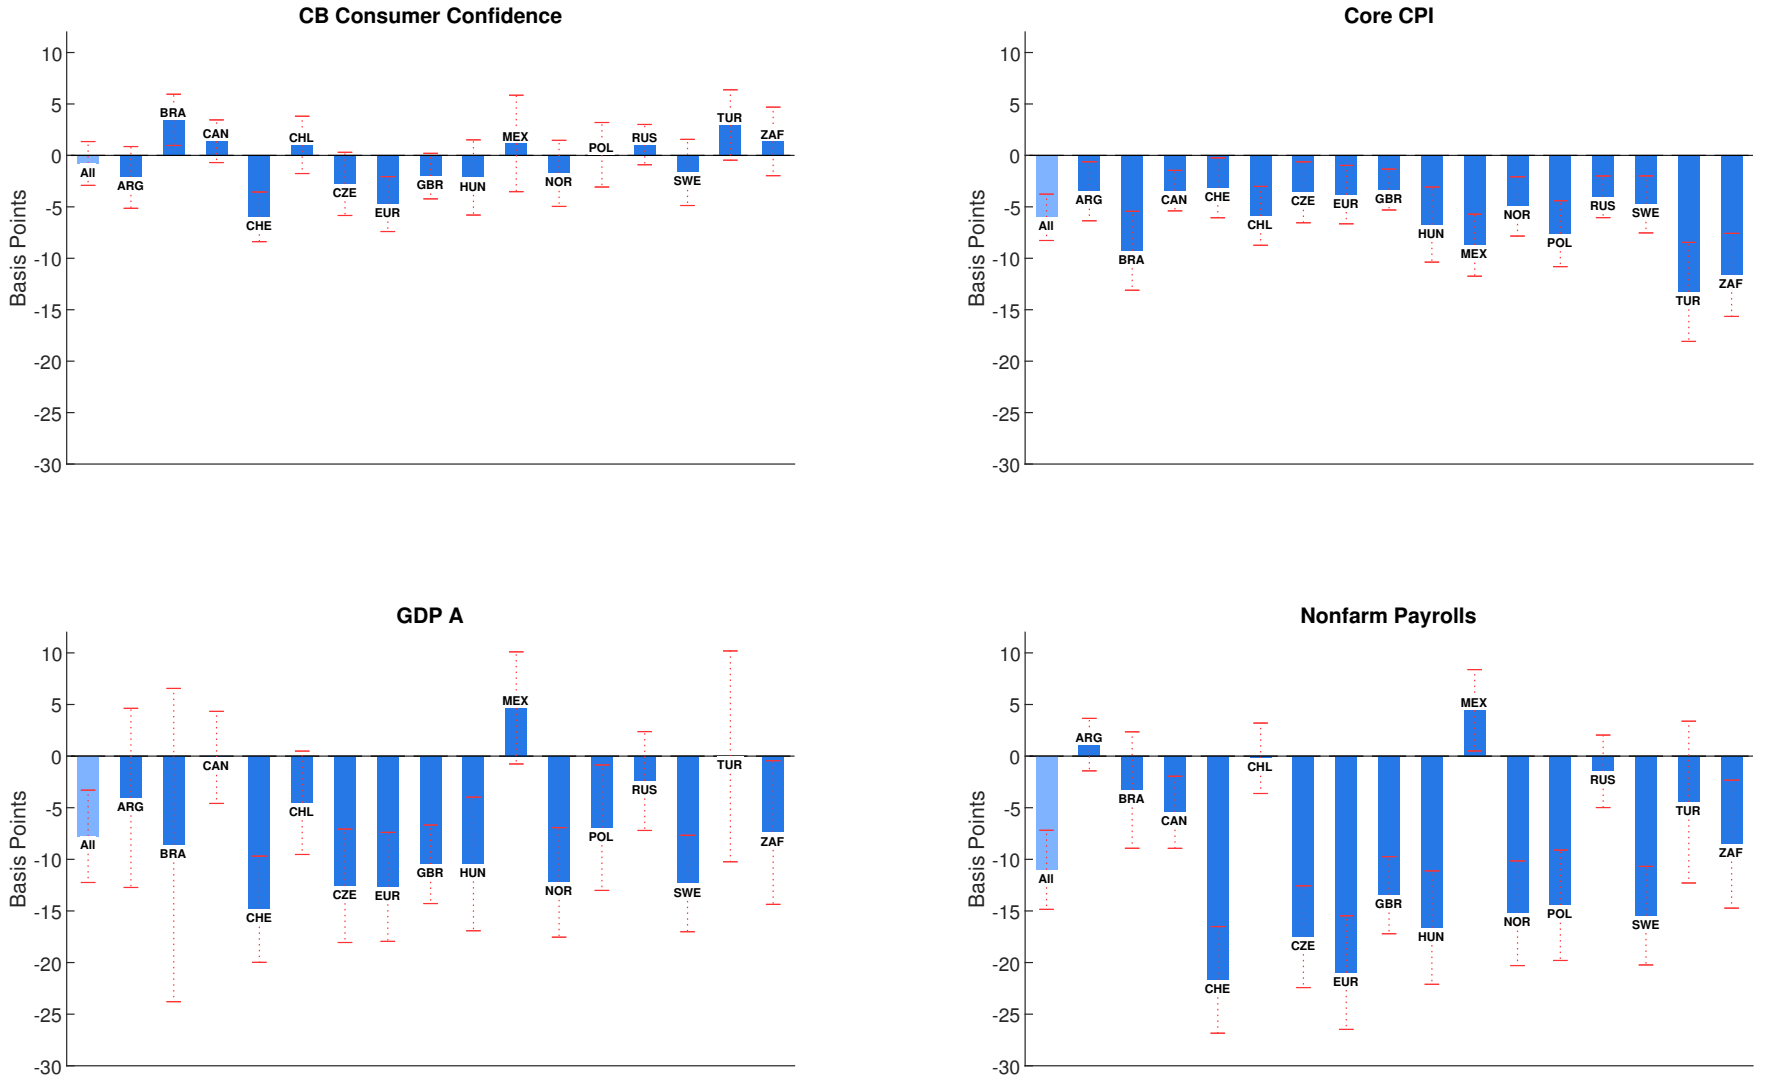 CB Consumer Confidence
10
5
0
-5
-10
-15
-20
-25
-30
Basis Points
All
ARG
BRA
CAN
CHE
CHL
CZE
EUR
GBR
HUN
MEX
NOR
POL
RUS
SWE
TUR
ZAF
Core CPI
10
5
0
-5
-10
-15
-20
-25
-30
Basis Points
All
ARG
BRA
CAN
CHE
CHL
CZE
EUR
GBR
HUN
MEX
NOR
POL
RUS
SWE
TUR
ZAF
GDP A
10
5
0
-5
-10
-15
-20
-25
-30
Basis Points
All
ARG
BRA
CAN
CHE
CHL
CZE
EUR
GBR
HUN
MEX
NOR
POL
RUS
SWE
TUR
ZAF
Nonfarm Payrolls
10
5
0
-5
-10
-15
-20
-25
-30
Basis Points
All
ARG
BRA
CAN
CHE
CHL
CZE
EUR
GBR
HUN
MEX
NOR
POL
RUS
SWE
TUR
ZAF